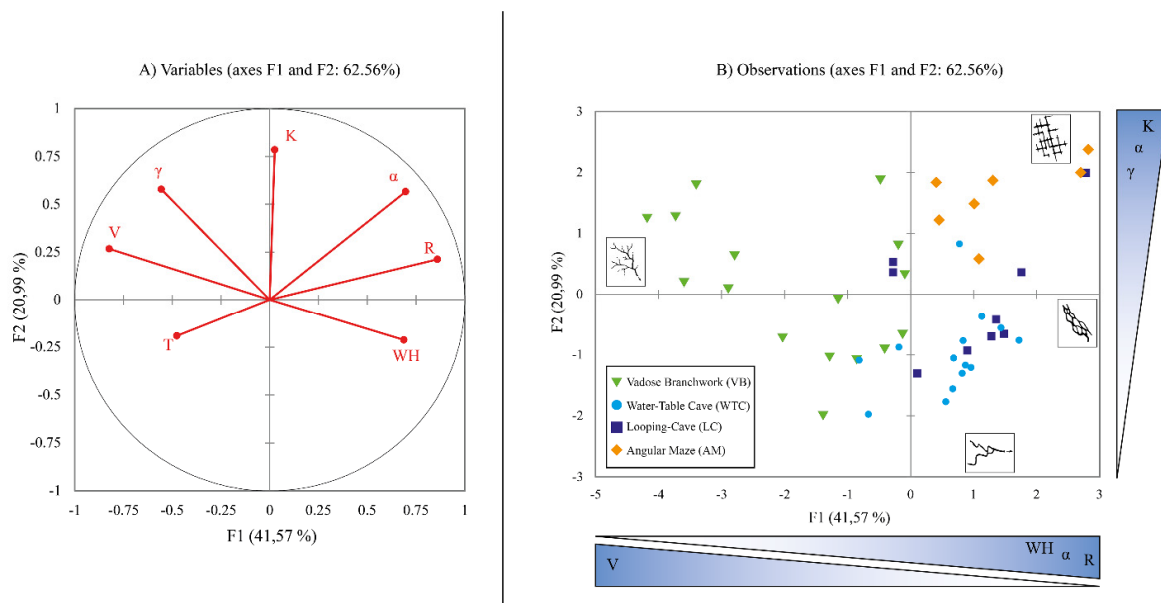 A) Variables (axes F1 and F2: 62.56%)
1
0.75
0.5
0.25
0
-0.25
-0.5
-0.75
-1
F2 (20,99 %)
K
γ
α
V
R
T
WH
-1 -0.75 -0.5 -0.25 0 0.25 0.5 0.75 1
F1 (41,57 %)
B) Observations (axes F1 and F2: 62.56%)
3
2
1
0
-1
-2
-3
F2 (20,99 %)
Vadose Branchwork (VB)
Water-Table Cave (WTC)
Looping-Cave (LC)
Angular Maze (AM)
-5 -4 -3 -2 -1 0 1 2 3
F1 (41,57 %)
K
α
γ
V
WH α R